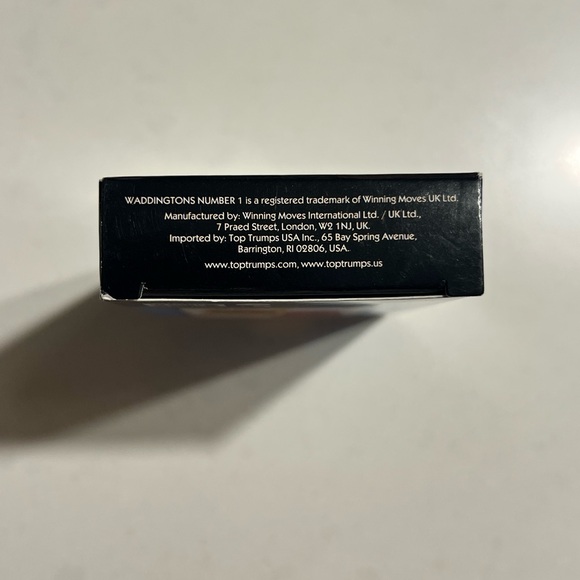 WADDINGTONS NUMBER 1 is a registered trademark of Winning Moves UK Ltd.
Manufactured by: Winning Moves International Ltd. / UK Ltd.,
7 Praed Street, London, W2 1NJ, UK.
Imported by: Top Trumps USA Inc., 65 Bay Spring Avenue,
Barrington, RI 02806, USA.
www.toptrumps.com, www.toptrumps.us